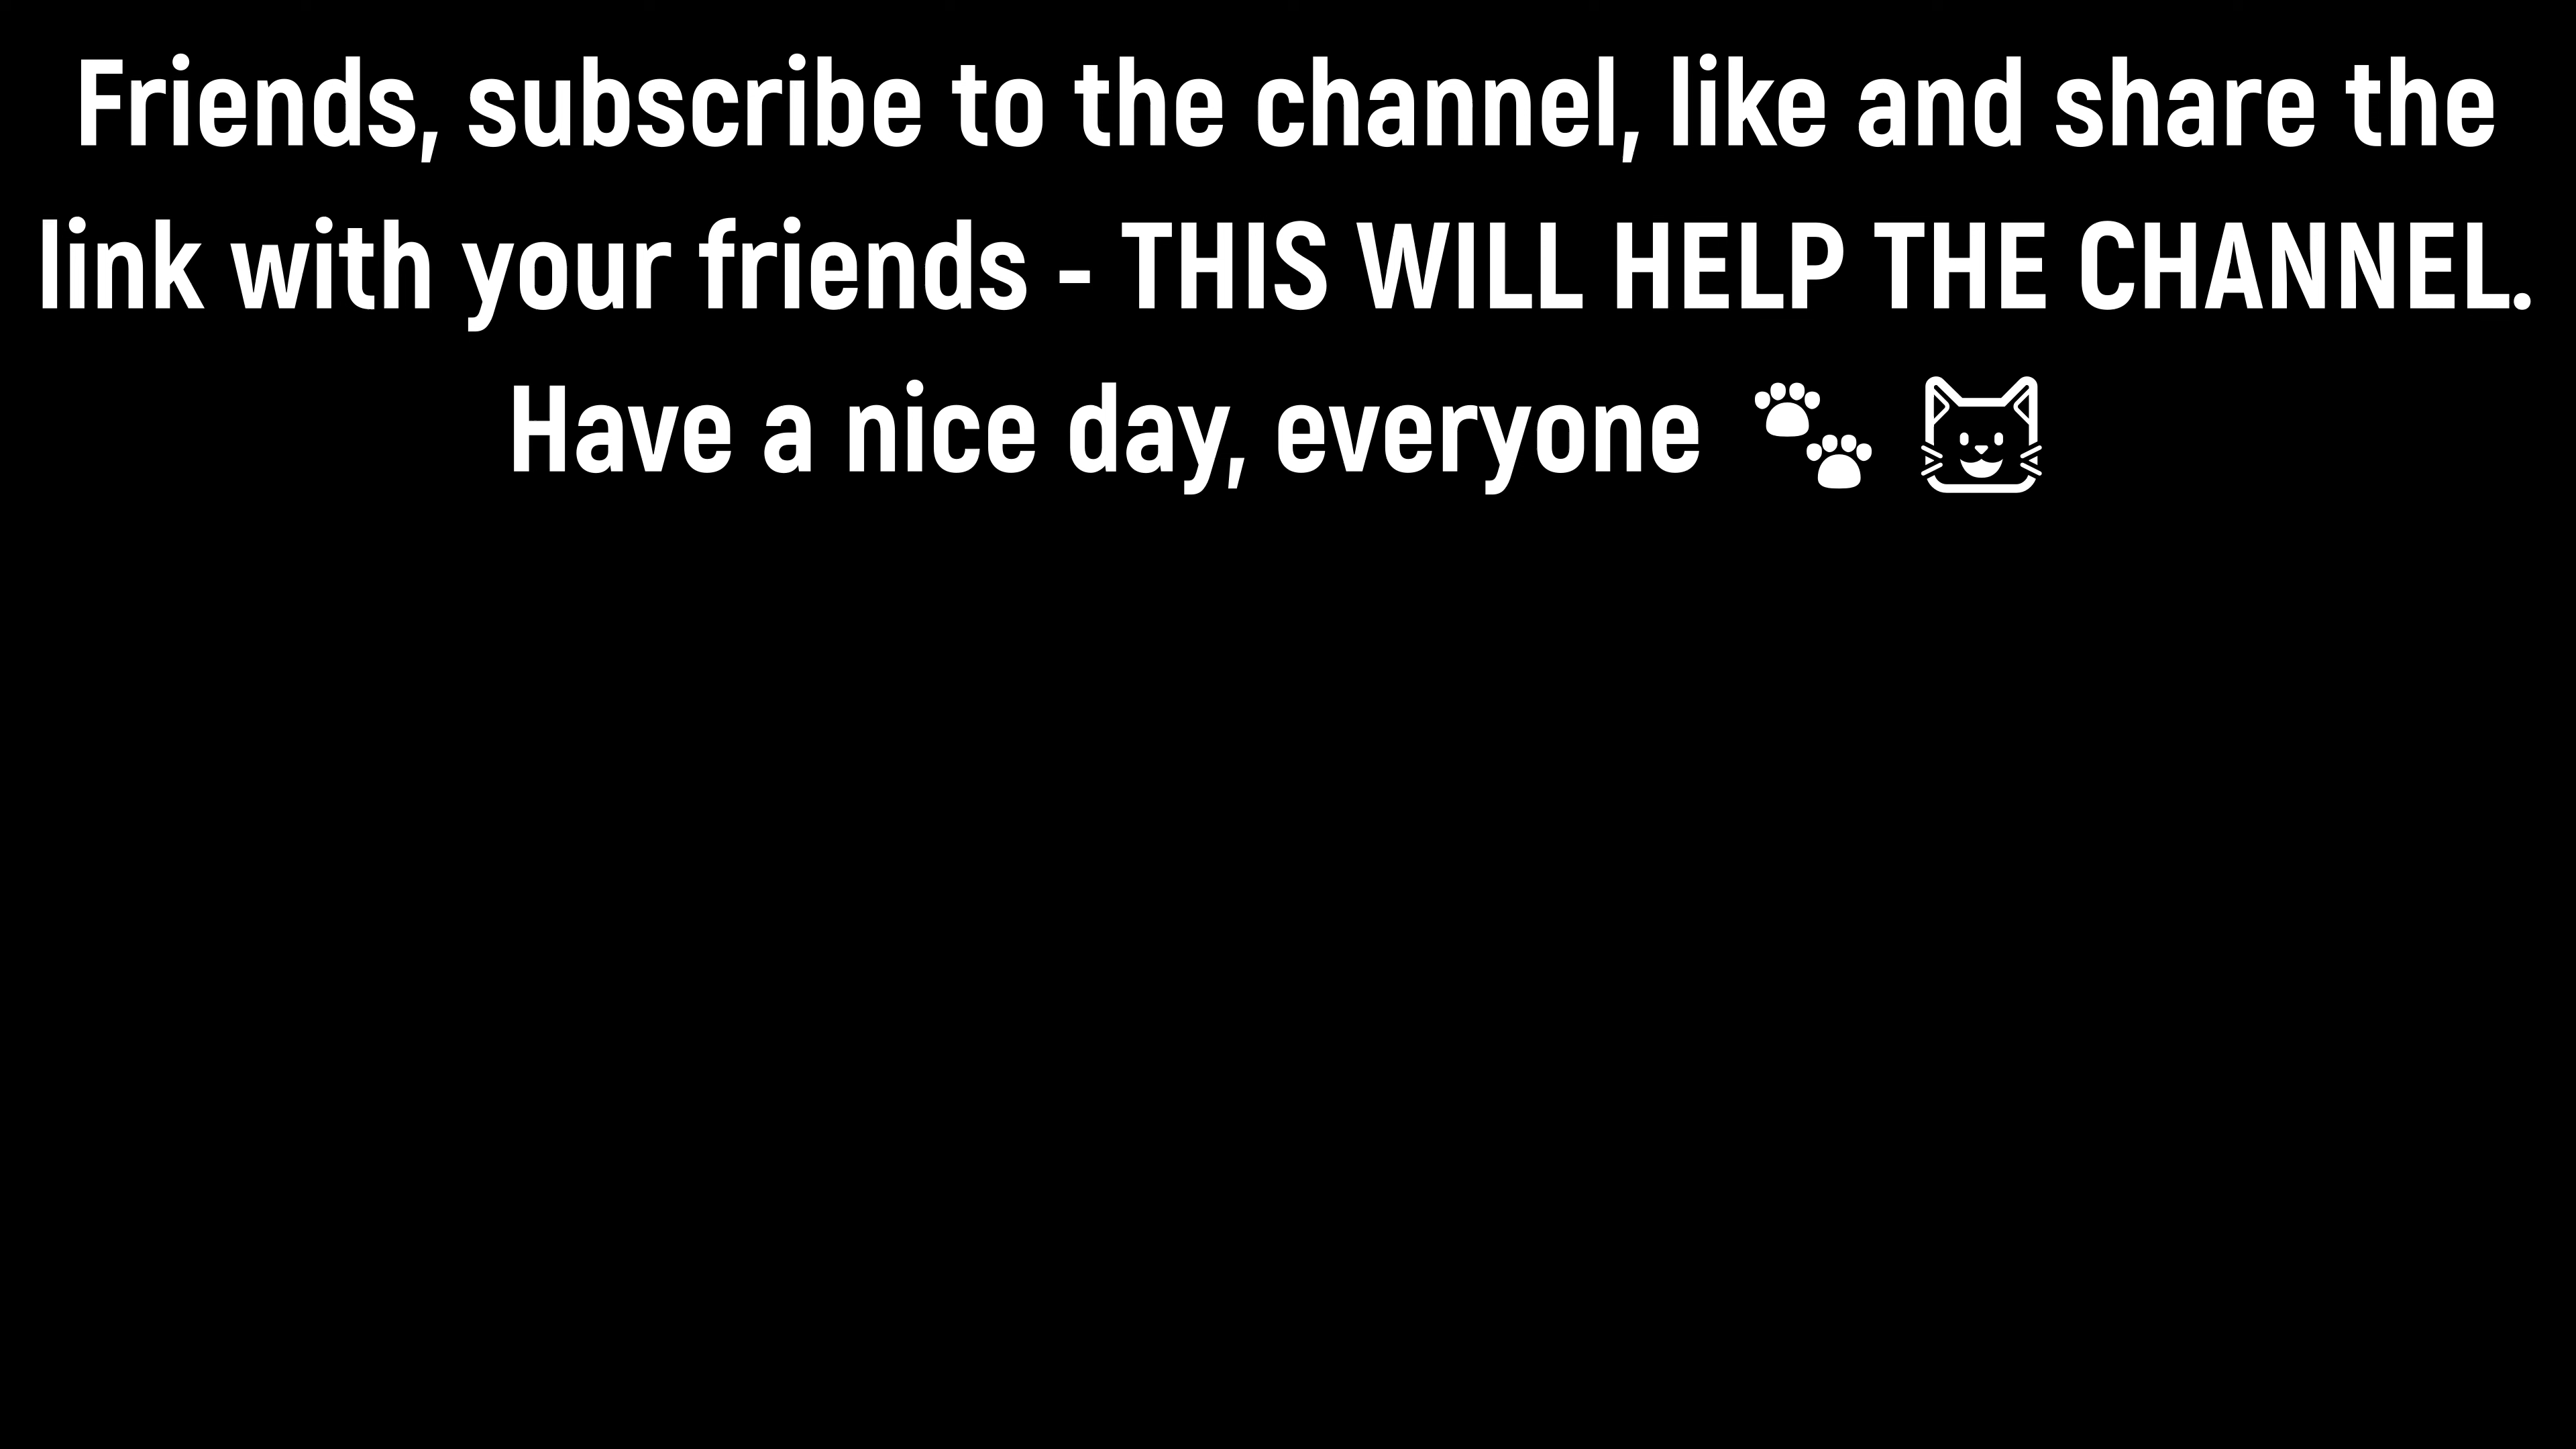 Friends, subscribe to the channel, like and share the
link with your friends - THIS WILL HELP THE CHANNEL.
Have a nice day, everyone 🐾 🐱